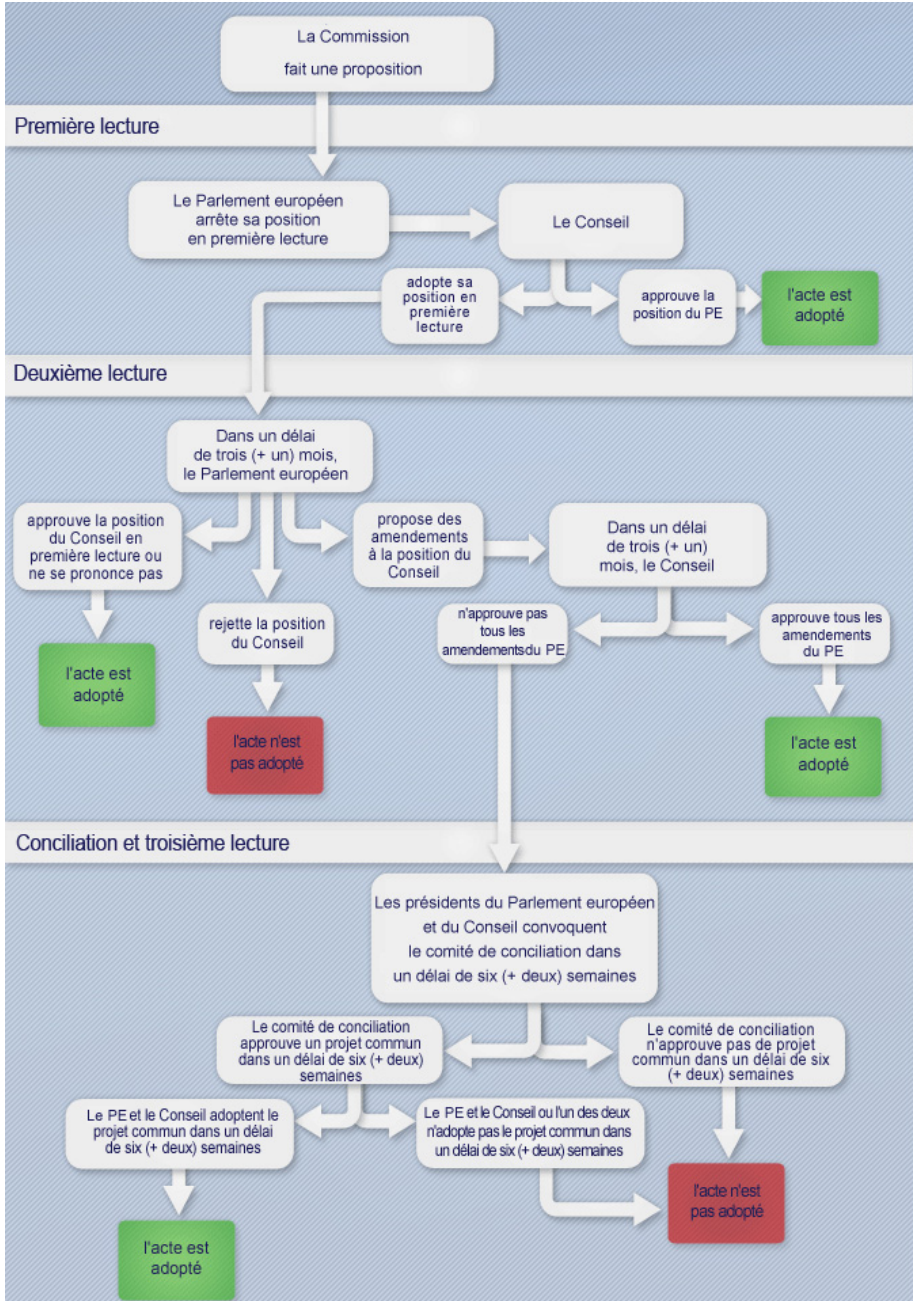 La Commission
fait une proposition
Première lecture
Le Parlement européen
arrête sa position
en première lecture
Le Conseil
adopte sa
position en
première
lecture
approuve la
position du PE
l'acte est
adopté
Deuxième lecture
Dans un délai
de trois (+ un) mois,
le Parlement européen
approuve la position
du Conseil en
première lecture ou
ne se prononce pas
propose des
amendements
à la position du
Conseil
Dans un délai
de trois (+ un)
mois, le Conseil
rejette la position
du Conseil
n'approuve pas
tous les
amendements du PE
approuve tous les
amendements
du PE
l'acte est
adopté
l'acte n'est
pas adopté
l'acte est
adopté
Conciliation et troisième lecture
Les présidents du Parlement européen
et du Conseil convoquent
le comité de conciliation dans
un délai de six (+ deux) semaines
Le comité de conciliation
approuve un projet commun
dans un délai de six (+ deux)
semaines
Le comité de conciliation
n'approuve pas de projet
commun dans un délai de six
(+ deux) semaines
Le PE et le Conseil adoptent le
projet commun dans un délai
de six (+ deux) semaines
Le PE et le Conseil ou l'un des deux
n'adopte pas le projet commun dans
un délai de six (+ deux) semaines
l'acte n'est
pas adopté
l'acte est
adopté